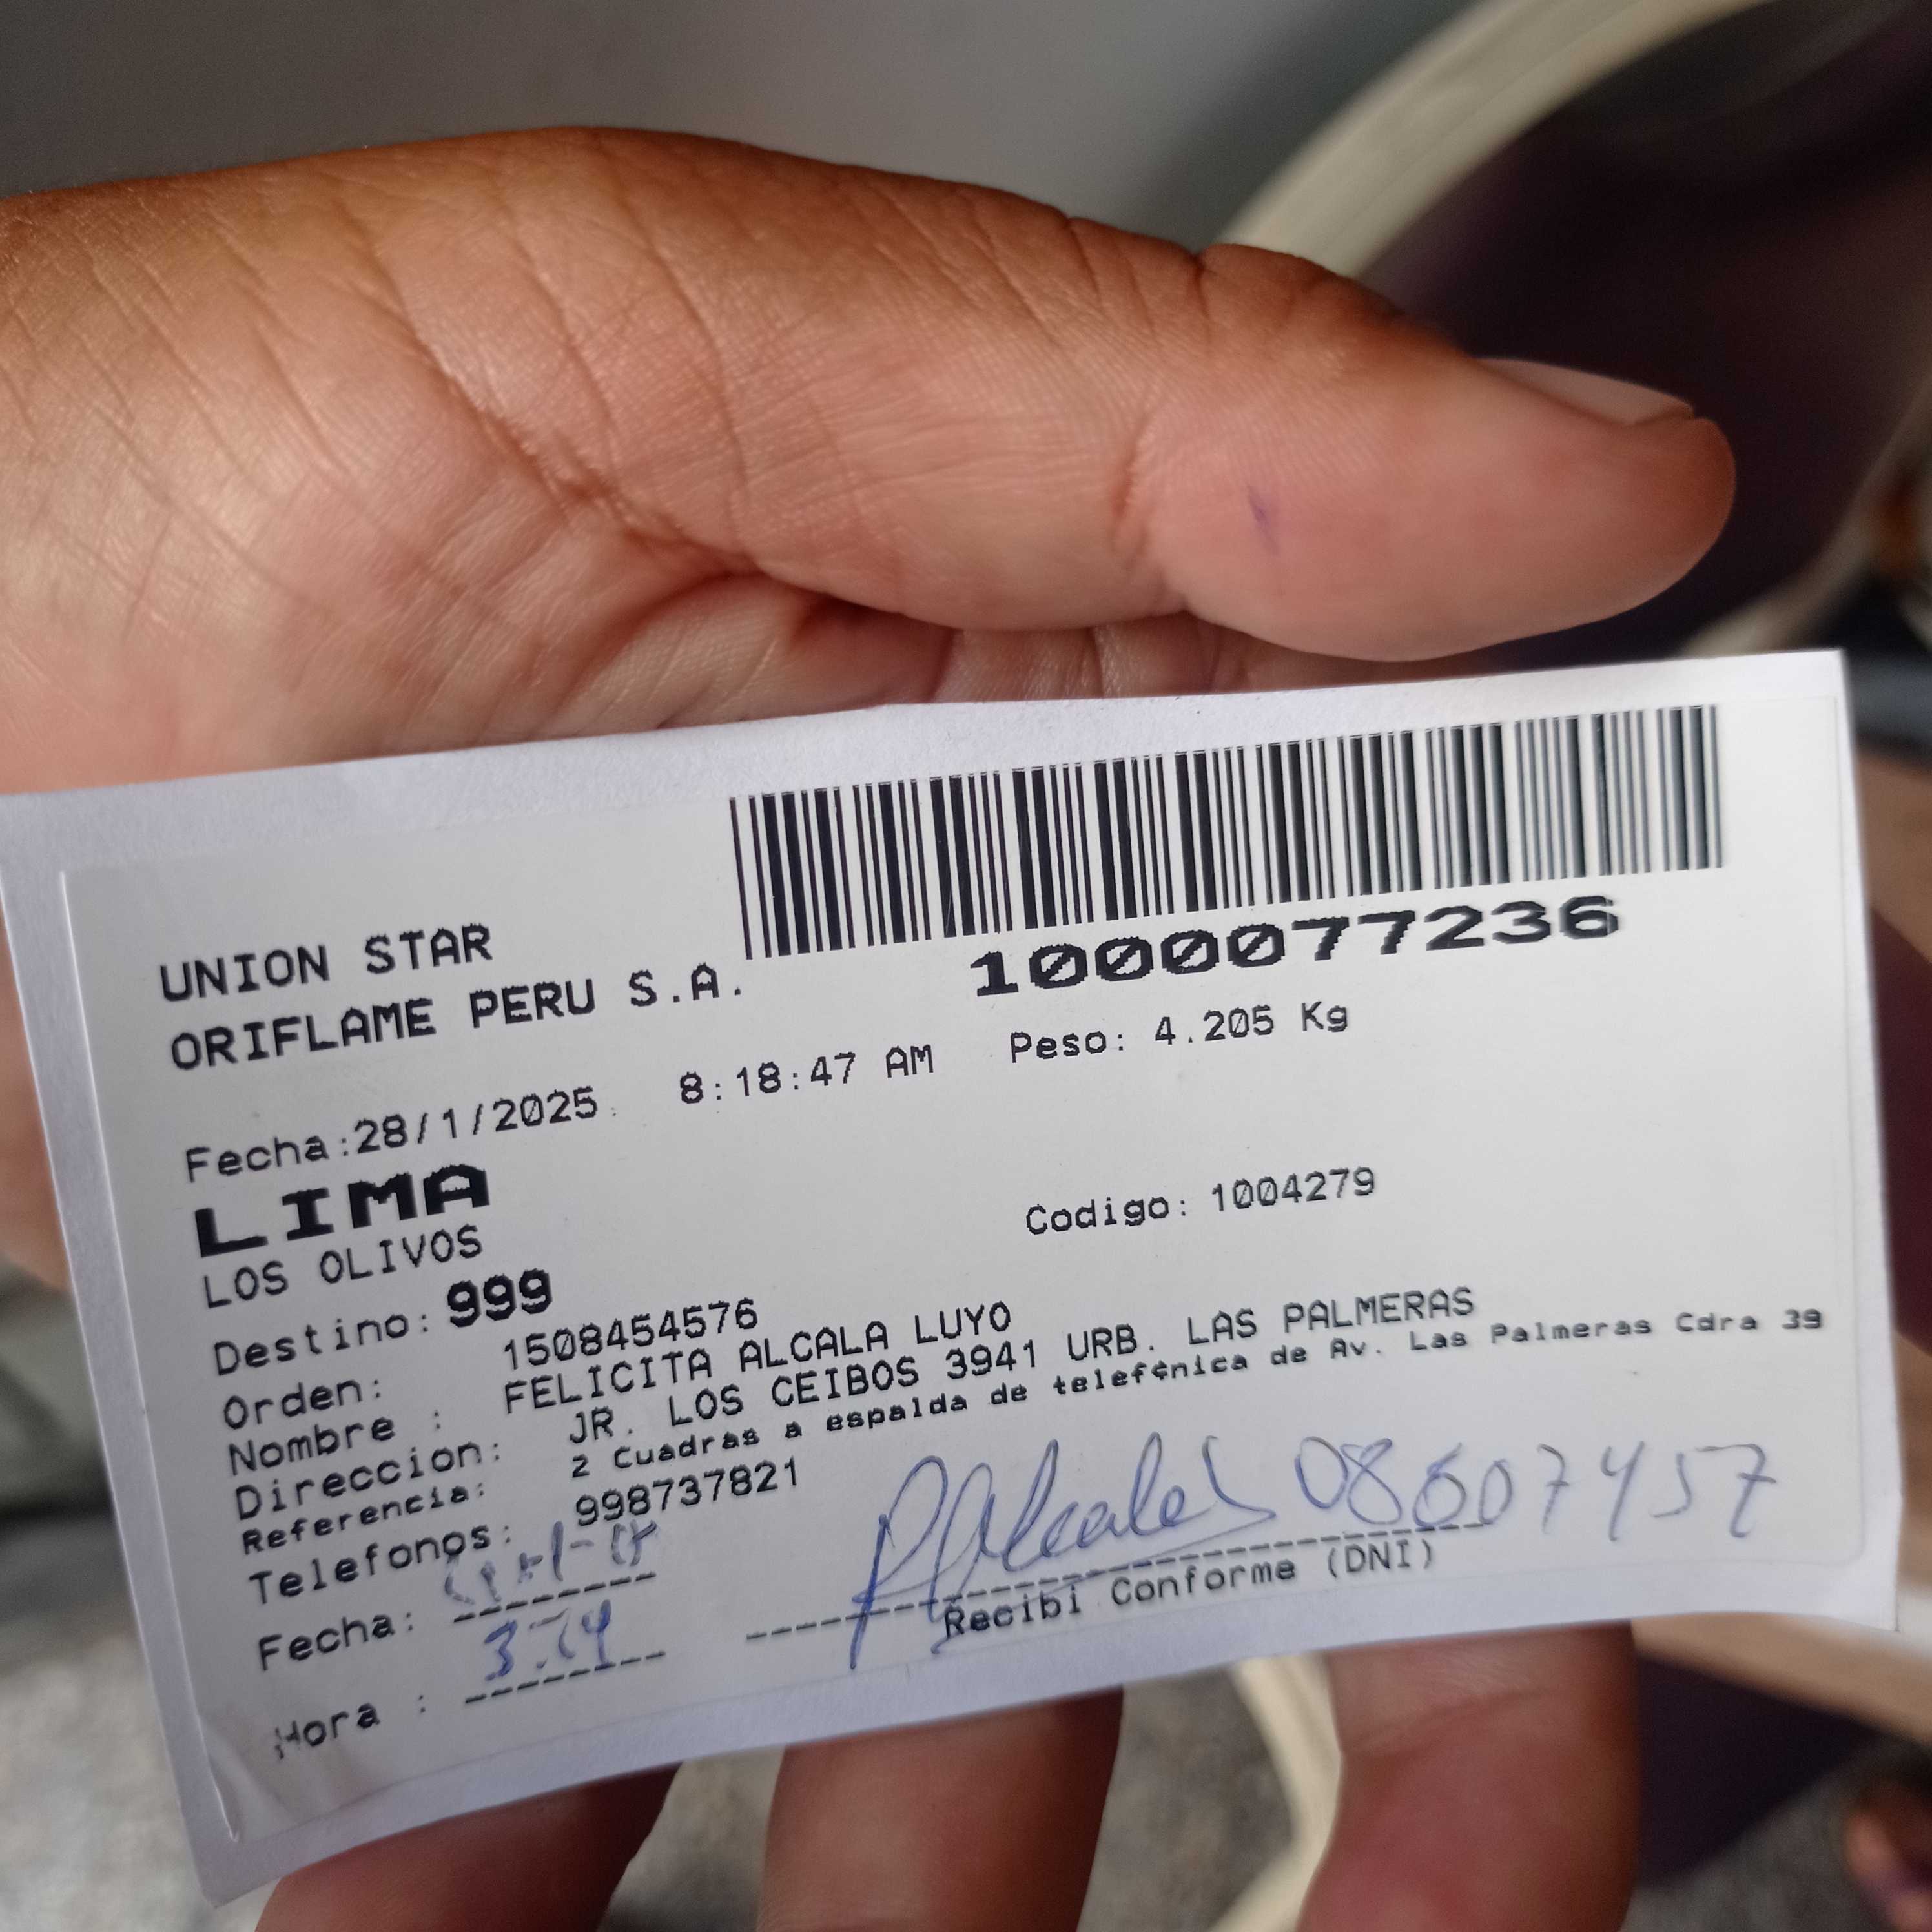 UNION STAR
ORIFLAME PERU S.A.
1000077236
Fecha:28/1/2025 8:18:47 AM Peso: 4.205 Kg
LIMA
LOS OLIVOS Codigo: 1004279
Destino: 999
Orden: 1508454576
Nombre : FELICITA ALCALA LUYO
Direccion: JR. LOS CEIBOS 3941 URB. LAS PALMERAS
Referencia: 2 Cuadras a espalda de telef¢nica de Av. Las Palmeras Cdra 39
Telefonos: 998737821
Fecha:
Hora :
08607457
Recibi Conforme (DNI)